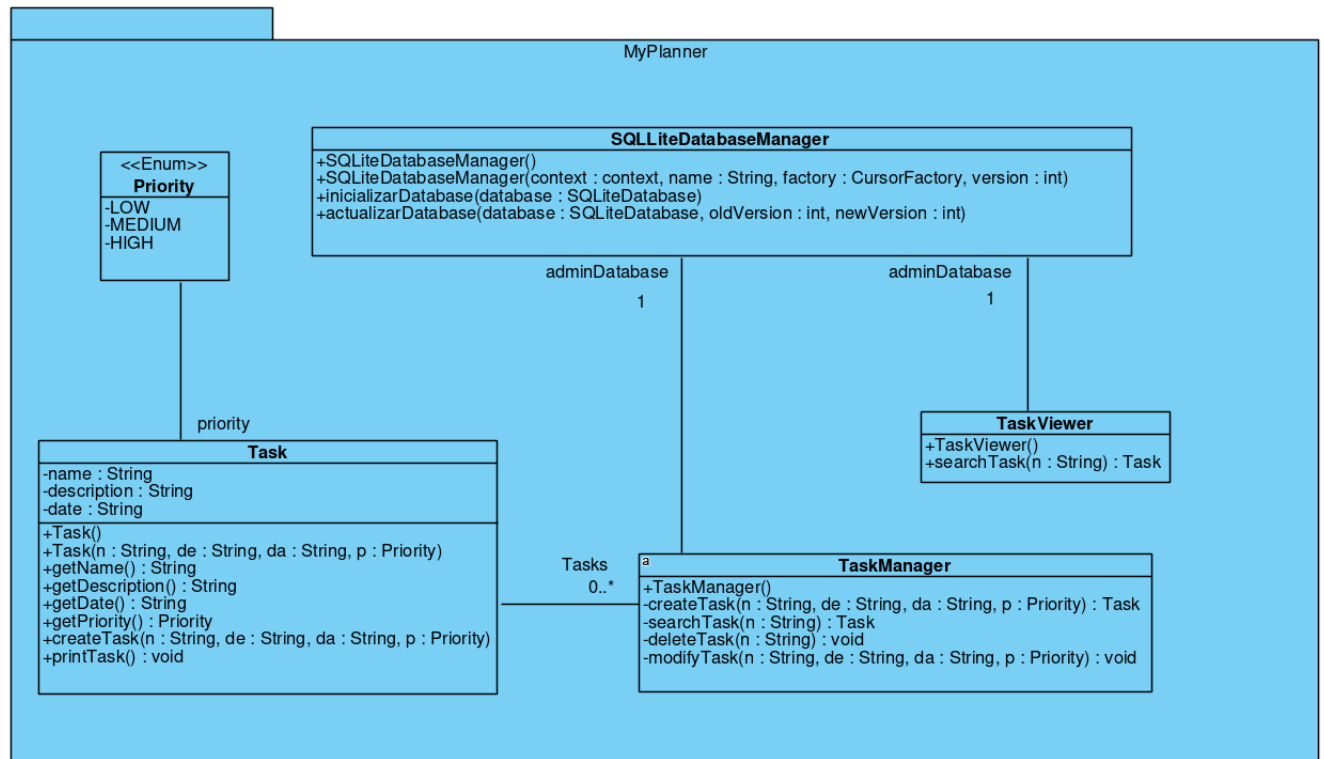 MyPlanner
<<Enum>>
Priority
-LOW
-MEDIUM
-HIGH
SQLLiteDatabaseManager
+SQLiteDatabaseManager()
+SQLiteDatabaseManager(context : context, name : String, factory : CursorFactory, version : int)
+inicializarDatabase(database : SQLiteDatabase)
+actualizarDatabase(database : SQLiteDatabase, oldVersion : int, newVersion : int)
adminDatabase
1
adminDatabase
1
priority
Task
-name : String
-description : String
-date : String
+Task()
+Task(n : String, de : String, da : String, p : Priority)
+getName() : String
+getDescription() : String
+getDate() : String
+getPriority() : Priority
+createTask(n : String, de : String, da : String, p : Priority)
+printTask() : void
TaskViewer
+TaskViewer()
+searchTask(n : String) : Task
Tasks
0..*
a
TaskManager
+TaskManager()
-createTask(n : String, de : String, da : String, p : Priority) : Task
-searchTask(n : String) : Task
-deleteTask(n : String) : void
-modifyTask(n : String, de : String, da : String, p : Priority) : void